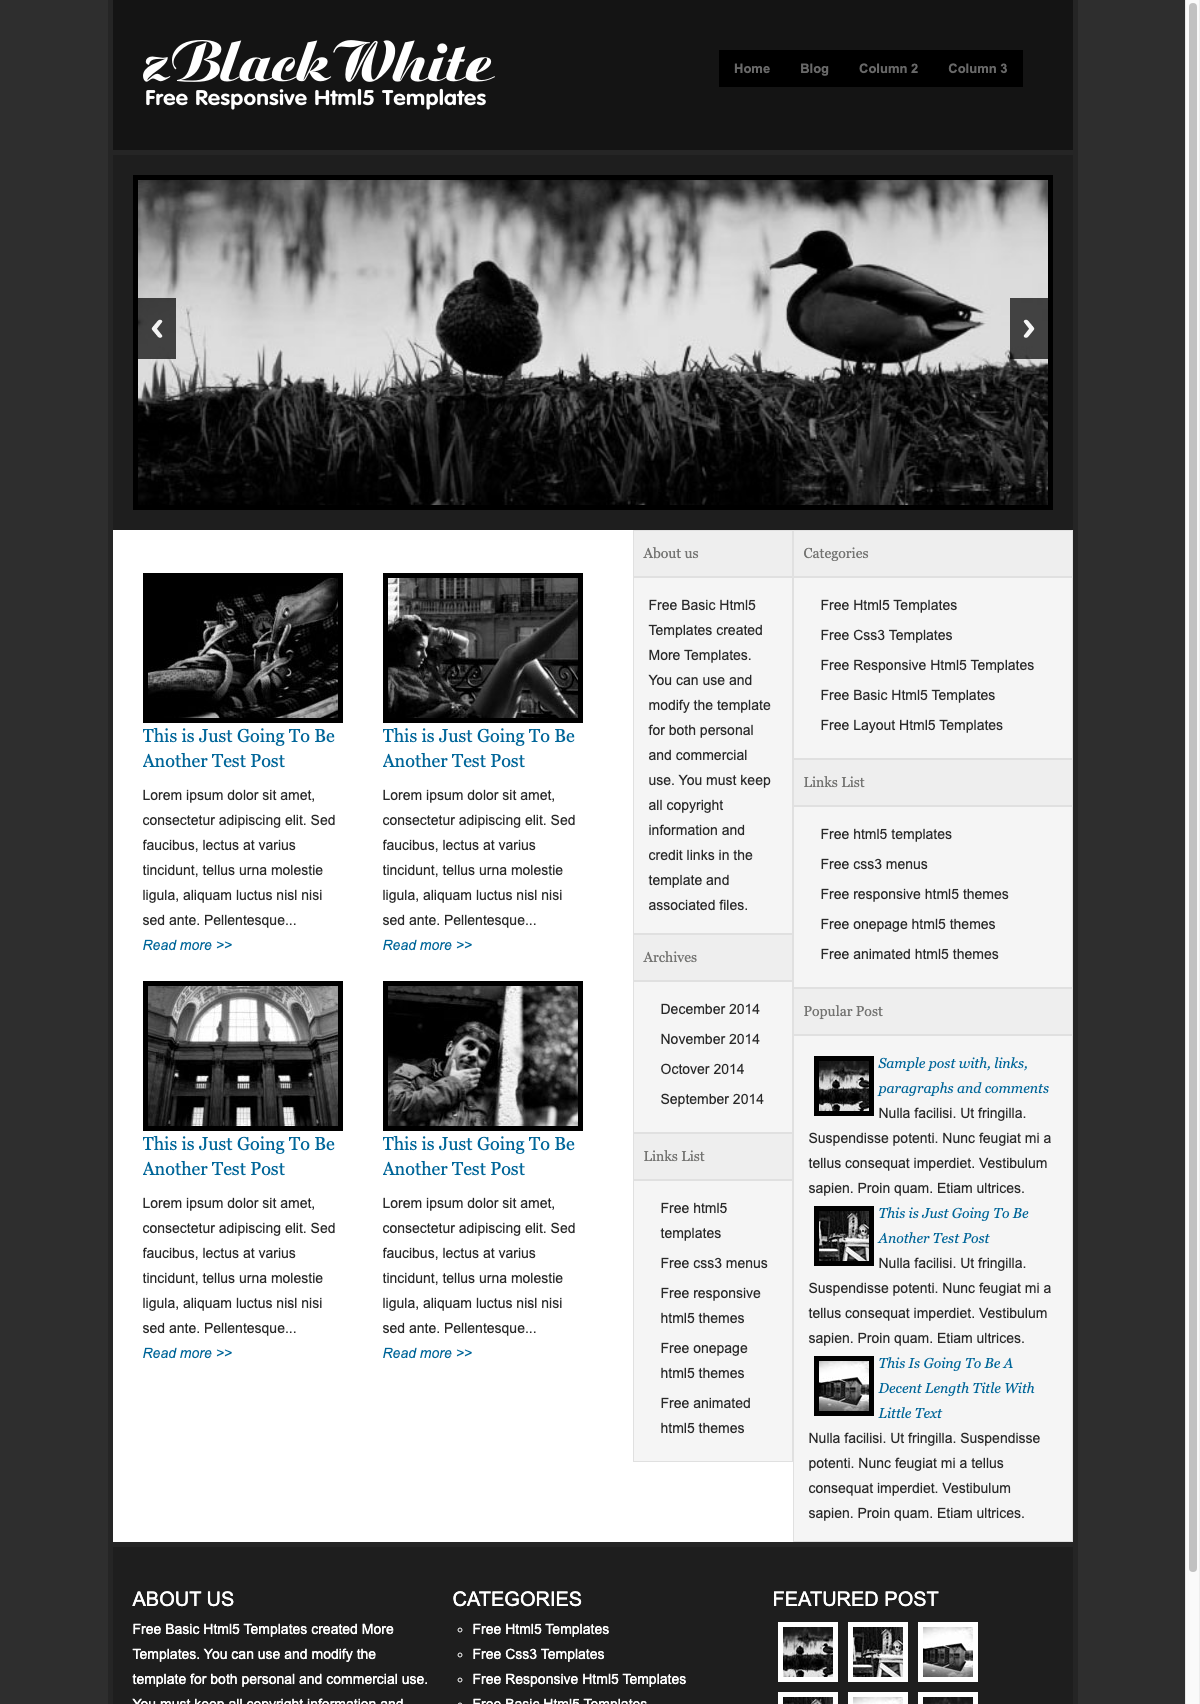 zBlackWhite
Free Responsive Html5 Templates
Home
Blog
Column 2
Column 3
This is Just Going To Be
Another Test Post
Lorem ipsum dolor sit amet,
consectetur adipiscing elit. Sed
faucibus, lectus at varius
tincidunt, tellus urna molestie
ligula, aliquam luctus nisl nisi
sed ante. Pellentesque...
Read more >>
This is Just Going To Be
Another Test Post
Lorem ipsum dolor sit amet,
consectetur adipiscing elit. Sed
faucibus, lectus at varius
tincidunt, tellus urna molestie
ligula, aliquam luctus nisl nisi
sed ante. Pellentesque...
Read more >>
This is Just Going To Be
Another Test Post
Lorem ipsum dolor sit amet,
consectetur adipiscing elit. Sed
faucibus, lectus at varius
tincidunt, tellus urna molestie
ligula, aliquam luctus nisl nisi
sed ante. Pellentesque...
Read more >>
This is Just Going To Be
Another Test Post
Lorem ipsum dolor sit amet,
consectetur adipiscing elit. Sed
faucibus, lectus at varius
tincidunt, tellus urna molestie
ligula, aliquam luctus nisl nisi
sed ante. Pellentesque...
Read more >>
About us
Free Basic Html5
Templates created
More Templates.
You can use and
modify the template
for both personal
and commercial
use. You must keep
all copyright
information and
credit links in the
template and
associated files.
Archives
December 2014
November 2014
Octover 2014
September 2014
Links List
Free html5
templates
Free css3 menus
Free responsive
html5 themes
Free onepage
html5 themes
Free animated
html5 themes
Categories
Free Html5 Templates
Free Css3 Templates
Free Responsive Html5 Templates
Free Basic Html5 Templates
Free Layout Html5 Templates
Links List
Free html5 templates
Free css3 menus
Free responsive html5 themes
Free onepage html5 themes
Free animated html5 themes
Popular Post
Sample post with, links,
paragraphs and comments
Nulla facilisi. Ut fringilla.
Suspendisse potenti. Nunc feugiat mi a
tellus consequat imperdiet. Vestibulum
sapien. Proin quam. Etiam ultrices.
This is Just Going To Be
Another Test Post
Nulla facilisi. Ut fringilla.
Suspendisse potenti. Nunc feugiat mi a
tellus consequat imperdiet. Vestibulum
sapien. Proin quam. Etiam ultrices.
This Is Going To Be A
Decent Length Title With
Little Text
Nulla facilisi. Ut fringilla. Suspendisse
potenti. Nunc feugiat mi a tellus
consequat imperdiet. Vestibulum
sapien. Proin quam. Etiam ultrices.
ABOUT US
Free Basic Html5 Templates created More
Templates. You can use and modify the
template for both personal and commercial use.
You must keep all copyright information and
CATEGORIES
Free Html5 Templates
Free Css3 Templates
Free Responsive Html5 Templates
Free Basic Html5 Templates
FEATURED POST